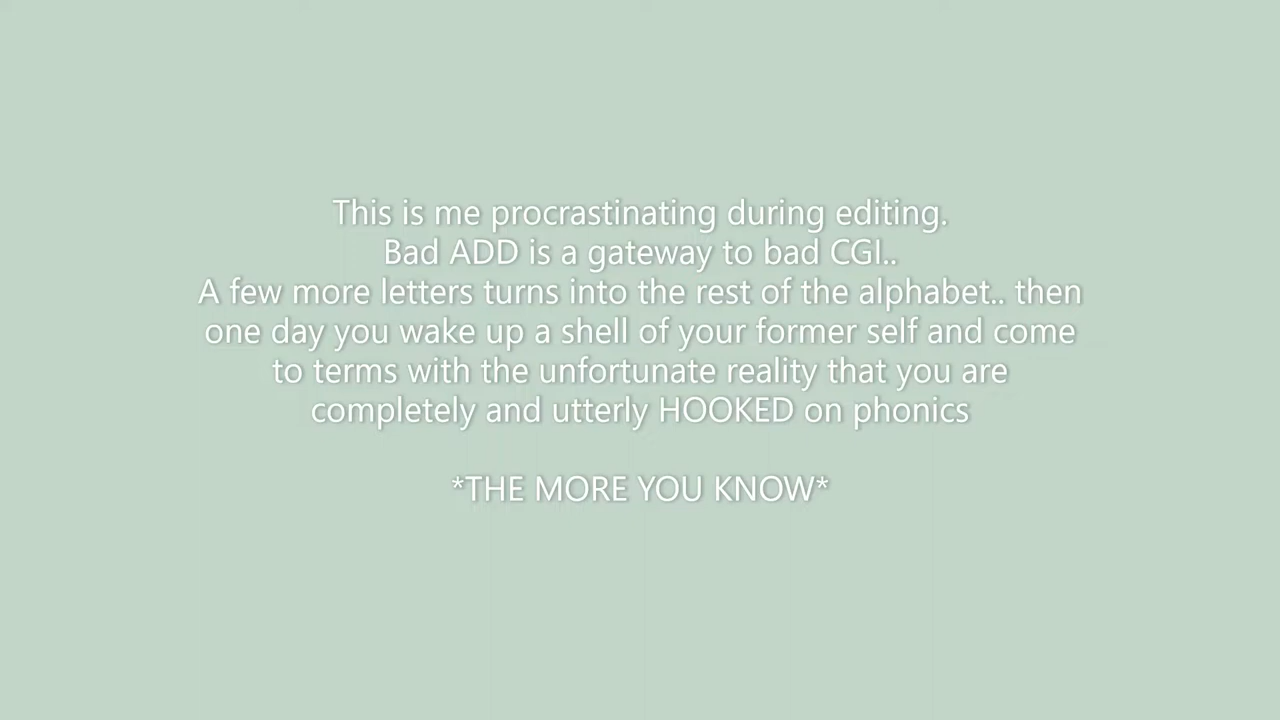 This is me procrastinating during editing.
Bad ADD is a gateway to bad CGI..
A few more letters turns into the rest of the alphabet.. then
one day you wake up a shell of your former self and come
to terms with the unfortunate reality that you are
completely and utterly HOOKED on phonics
*THE MORE YOU KNOW*